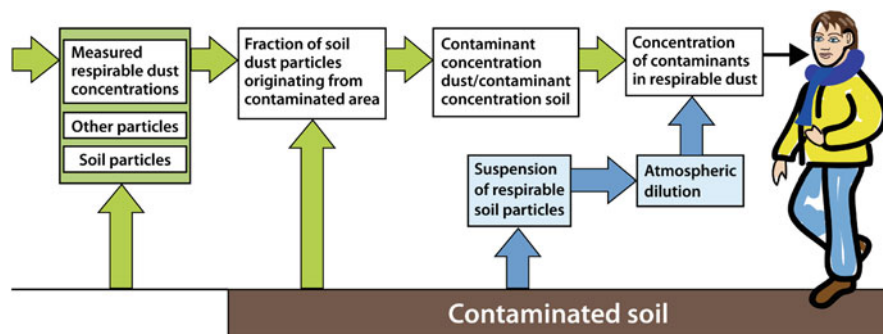 Measured
respirable dust
concentrations
Other particles
Soil particles
Fraction of soil
dust particles
originating from
contaminated area
Contaminant
concentration
dust/contaminant
concentration soil
Concentration
of contaminants
in respirable dust
Suspension
of respirable
soil particles
Atmospheric
dilution
Contaminated soil